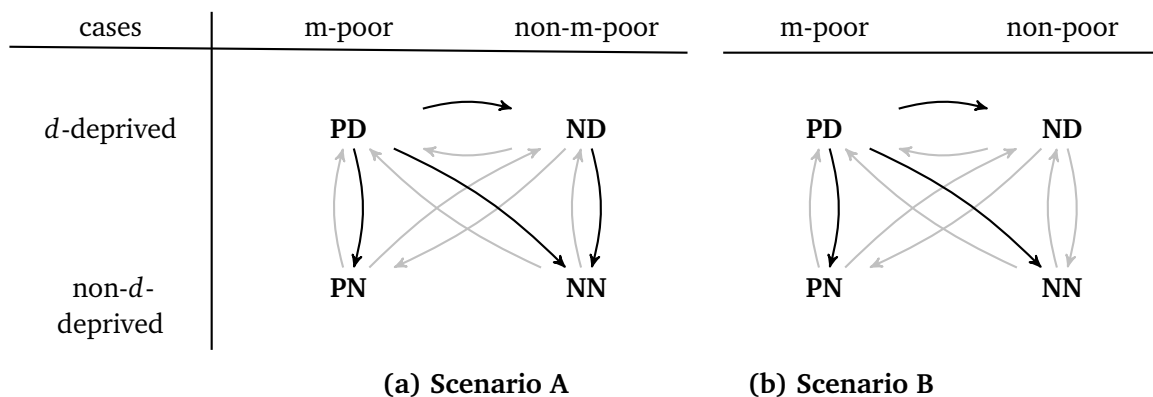 cases m-poor non-m-poor m-poor non-poor
d-deprived PD ND PD ND
non-d-
deprived PN NN PN NN
(a) Scenario A (b) Scenario B